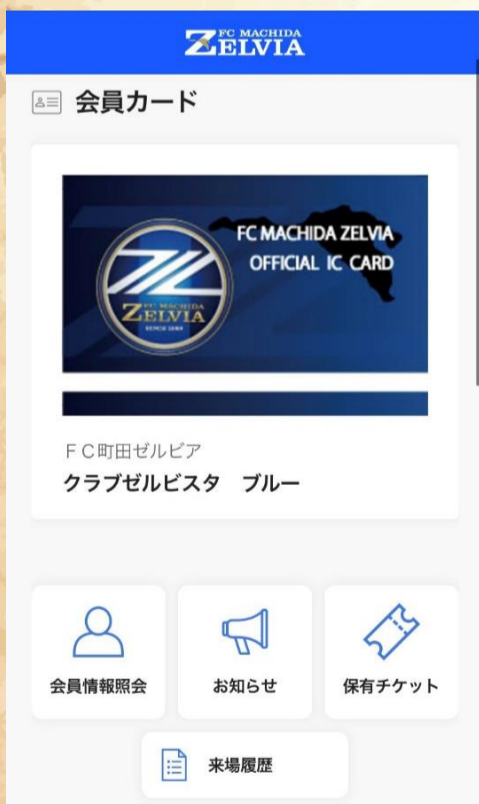 FC MACHIDA
ZELVIA
会員カード
FC MACHIDA ZELVIA
OFFICIAL IC CARD
FC MACHIDA
ZELVIA
SINCE 1989
ＦＣ町田ゼルビア
クラブゼルビスタ　ブルー
会員情報照会
お知らせ
保有チケット
来場履歴